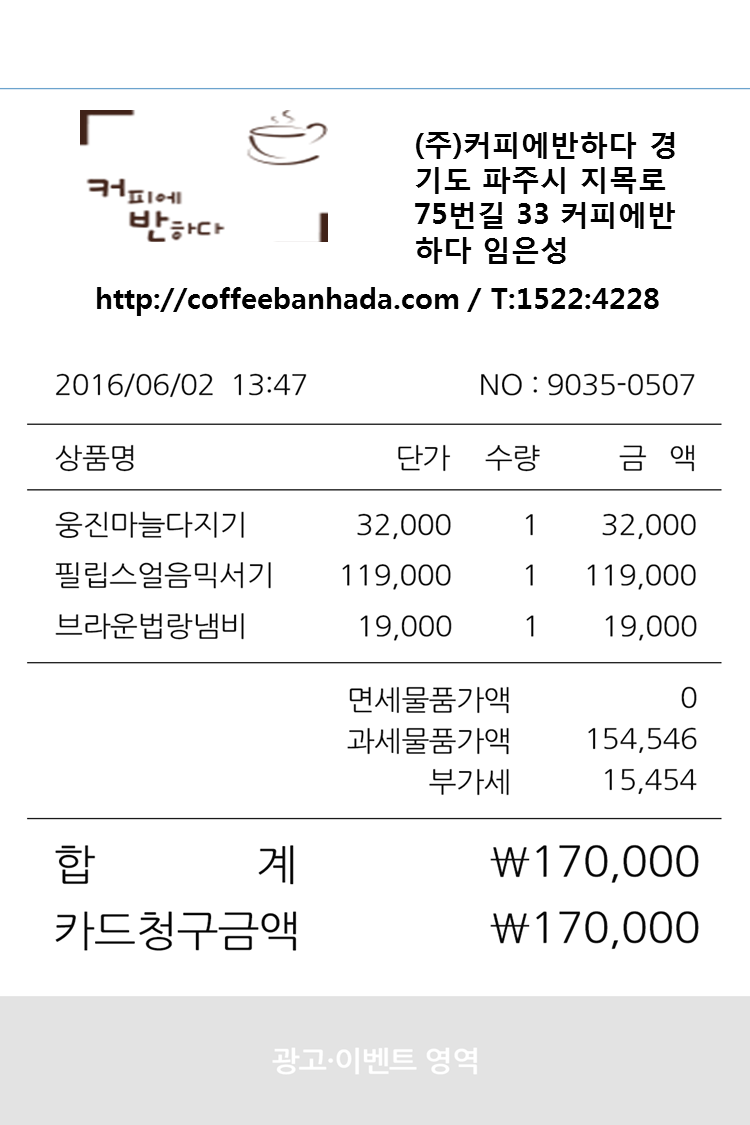 커피에
반하다
(주)커피에반하다 경
기도 파주시 지목로
75번길 33 커피에반
하다 임은성
http://coffeebanhada.com / T:1522:4228
2016/06/02 13:47 NO : 9035-0507
상품명 단가 수량 금 액
웅진마늘다지기 32,000 1 32,000
필립스얼음믹서기 119,000 1 119,000
브라운법랑냄비 19,000 1 19,000
면세물품가액 0
과세물품가액 154,546
부가세 15,454
합 계 ₩170,000
카드청구금액 ₩170,000
광고·이벤트 영역